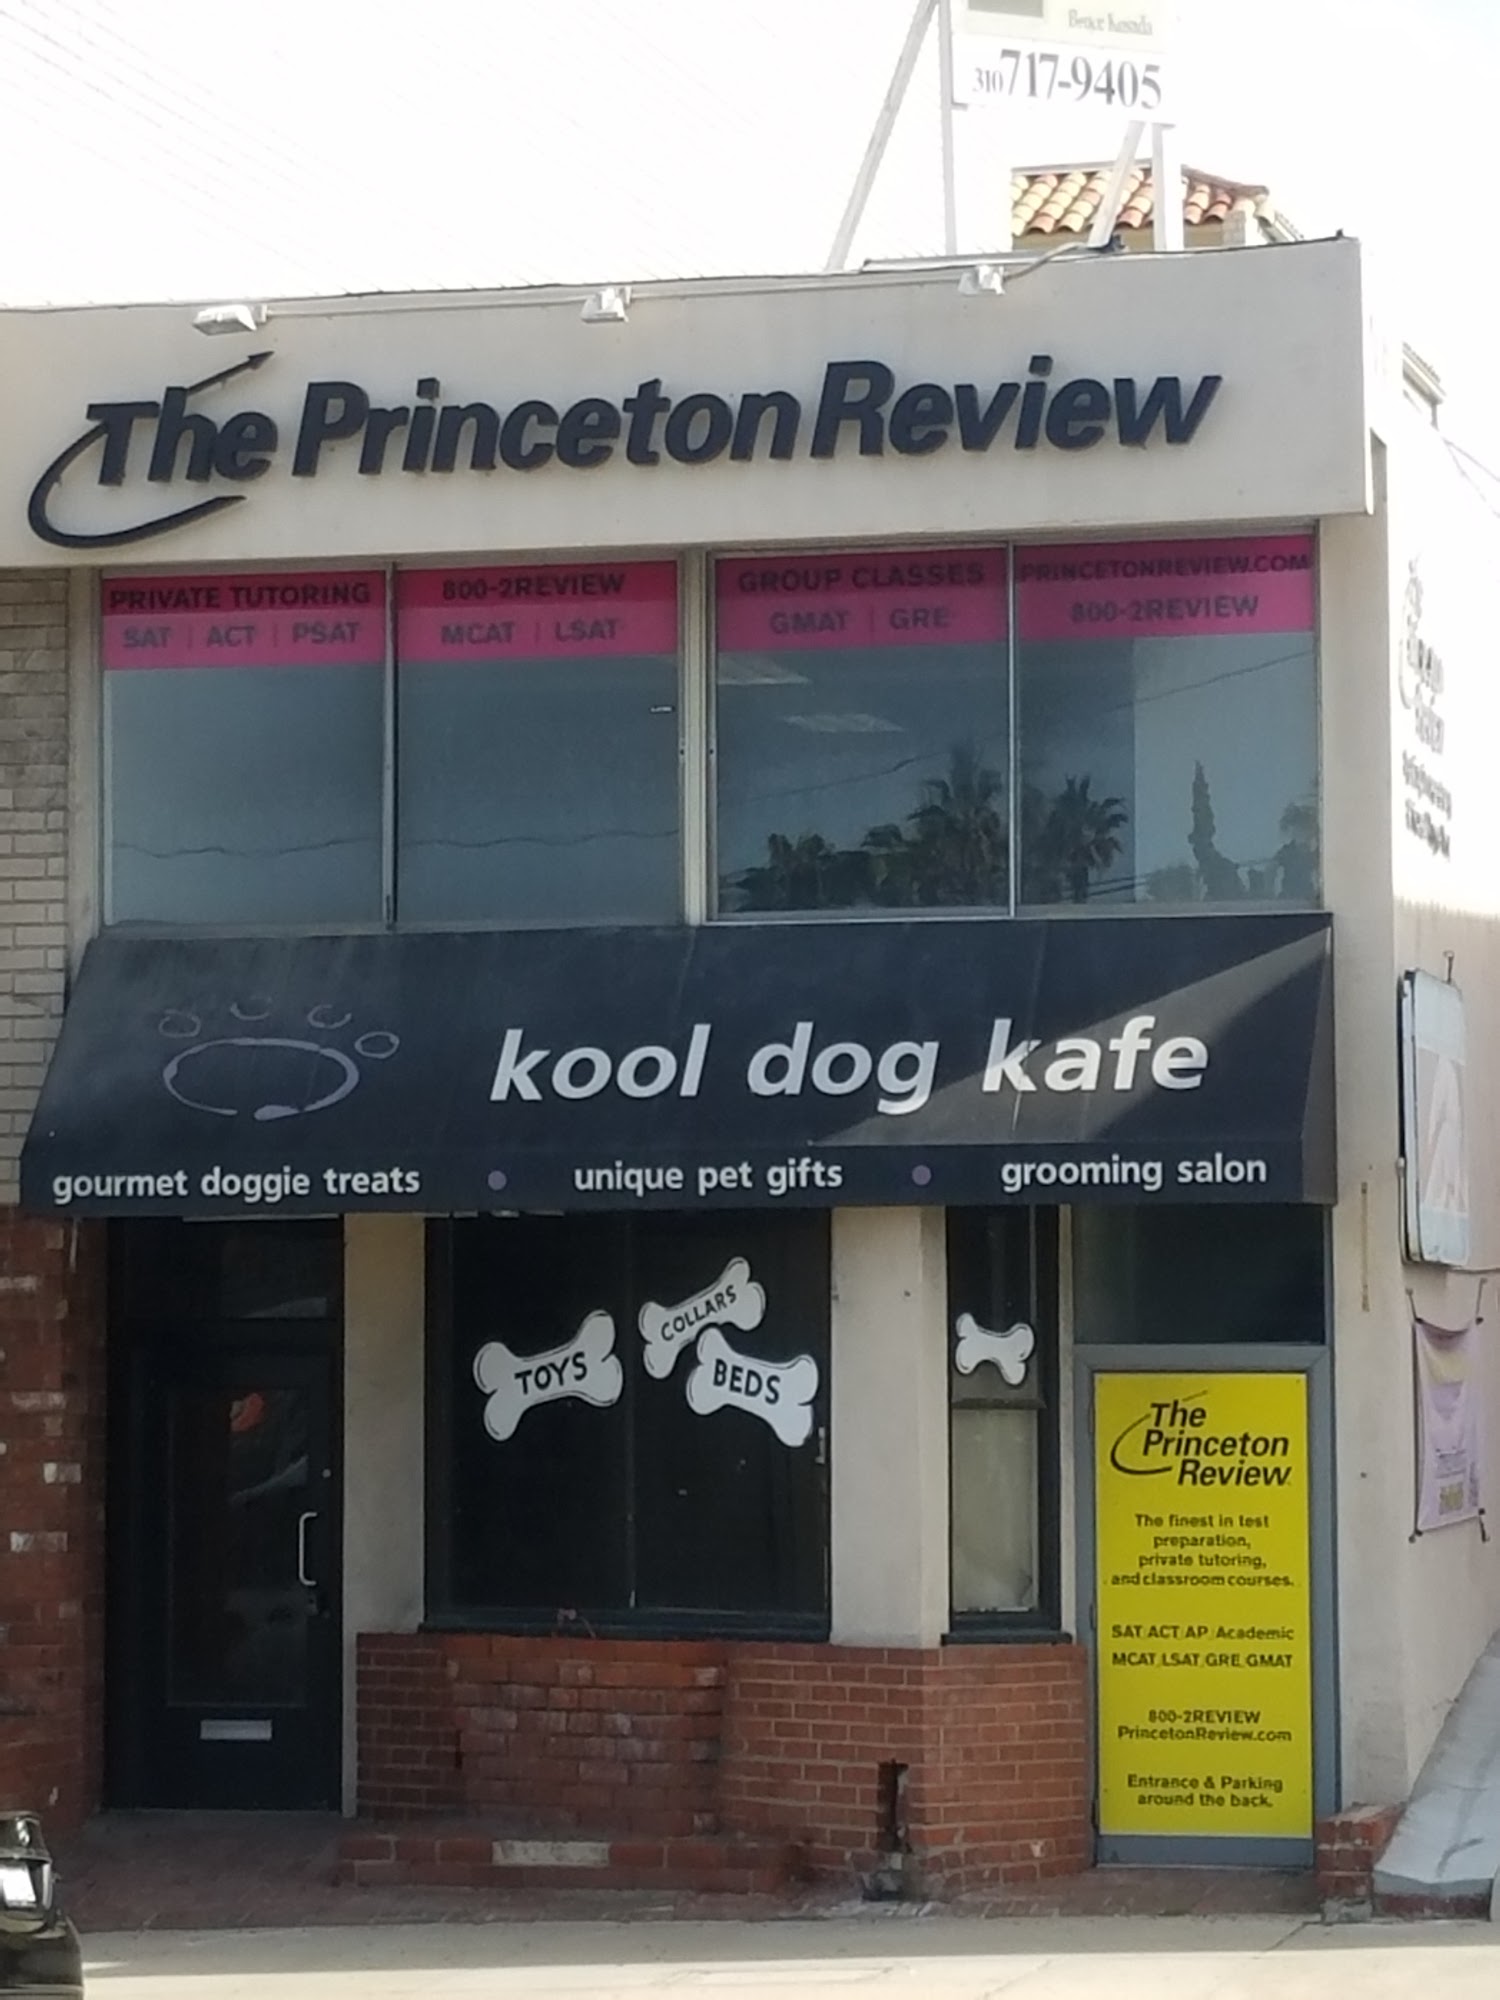 310 717-9405
The Princeton Review
PRIVATE TUTORING
SAT | ACT | PSAT
800-2REVIEW
MCAT | LSAT
GROUP CLASSES
GMAT | GRE
PRINCETONREVIEW.COM
800-2REVIEW
kool dog kafe
gourmet doggie treats • unique pet gifts • grooming salon
TOYS
COLLARS
BEDS
The
Princeton
Review
The finest in test
preparation,
private tutoring,
and classroom courses.
SAT ACT AP Academic
MCAT LSAT GRE GMAT
800-2REVIEW
PrincetonReview.com
Entrance & Parking
around the back.